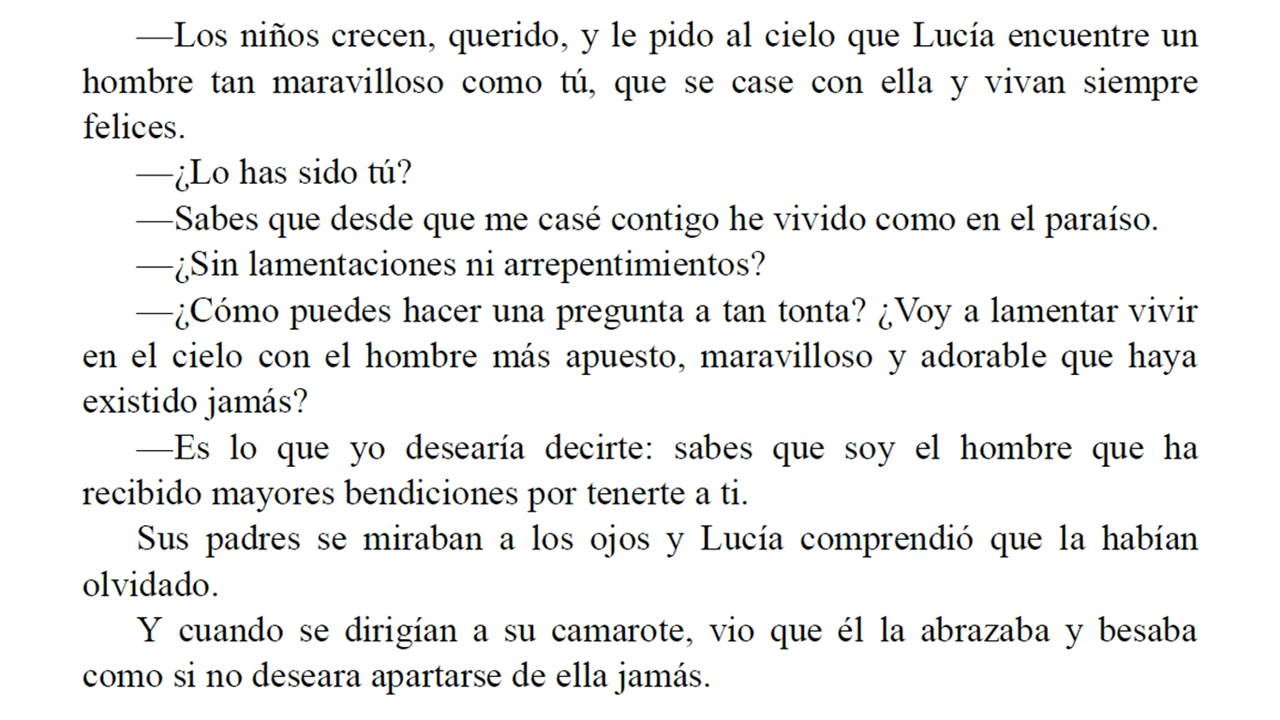 —Los niños crecen, querido, y le pido al cielo que Lucía encuentre un
hombre tan maravilloso como tú, que se case con ella y vivan siempre
felices.
—¿Lo has sido tú?
—Sabes que desde que me casé contigo he vivido como en el paraíso.
—¿Sin lamentaciones ni arrepentimientos?
—¿Cómo puedes hacer una pregunta a tan tonta? ¿Voy a lamentar vivir
en el cielo con el hombre más apuesto, maravilloso y adorable que haya
existido jamás?
—Es lo que yo desearía decirte: sabes que soy el hombre que ha
recibido mayores bendiciones por tenerte a ti.
Sus padres se miraban a los ojos y Lucía comprendió que la habían
olvidado.
Y cuando se dirigían a su camarote, vio que él la abrazaba y besaba
como si no deseara apartarse de ella jamás.